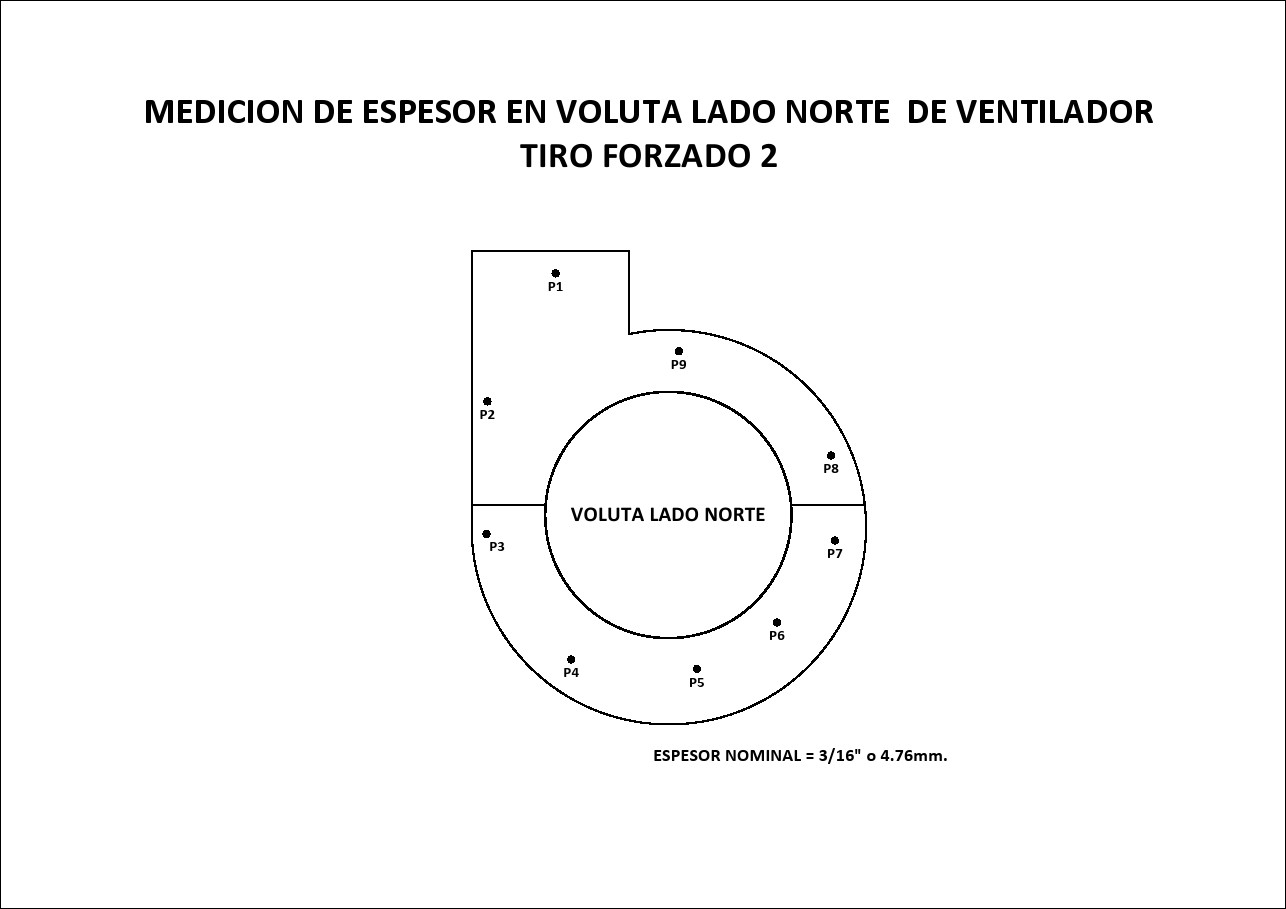 MEDICION DE ESPESOR EN VOLUTA LADO NORTE  DE VENTILADOR
TIRO FORZADO 2
P1
P9
P2
P8
VOLUTA LADO NORTE
P3
P7
P6
P4
P5
ESPESOR NOMINAL = 3/16" o 4.76mm.